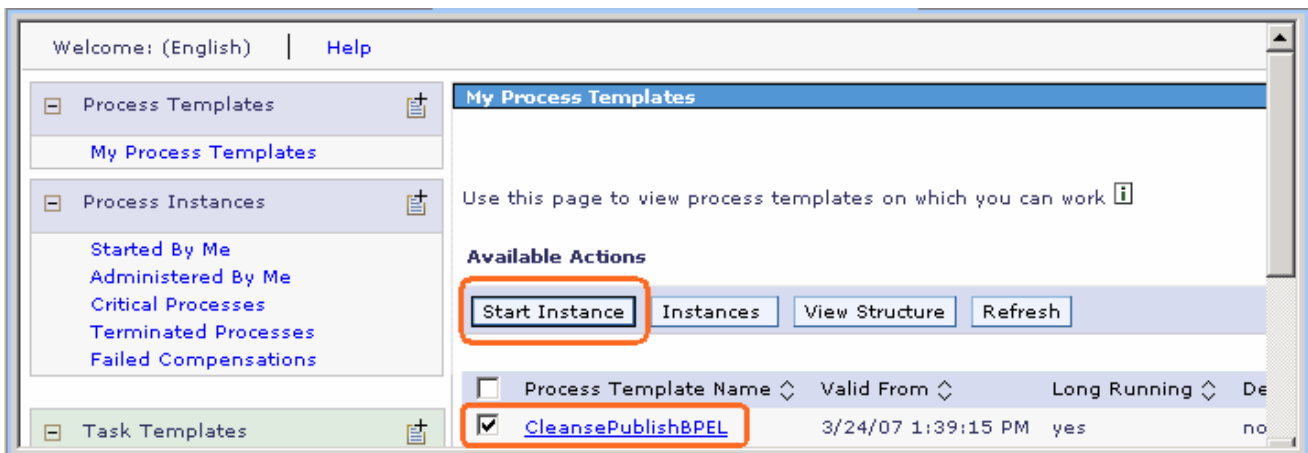 Welcome: (English) | Help
Process Templates
My Process Templates
Process Instances
Started By Me
Administered By Me
Critical Processes
Terminated Processes
Failed Compensations
Task Templates
My Process Templates
Use this page to view process templates on which you can work i
Available Actions
Start Instance Instances View Structure Refresh
Process Template Name Valid From Long Running De
CleansePublishBPEL 3/24/07 1:39:15 PM yes no